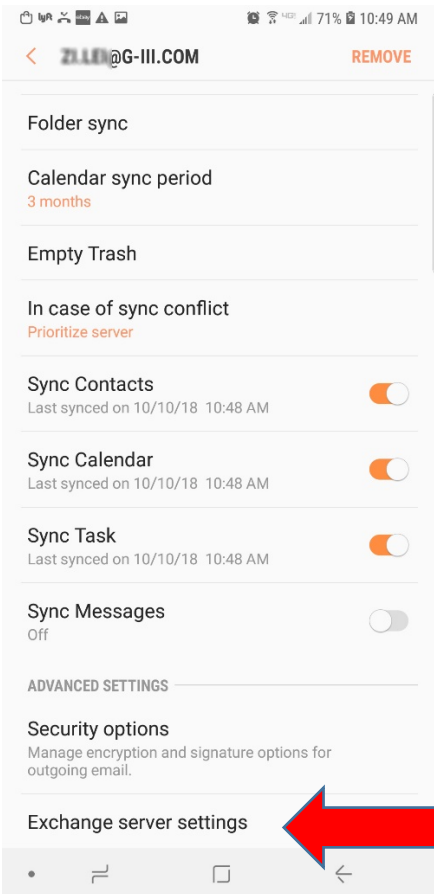 lyft ebay 4G 71% 10:49 AM
@G-III.COM REMOVE
Folder sync
Calendar sync period
3 months
Empty Trash
In case of sync conflict
Prioritize server
Sync Contacts
Last synced on 10/10/18 10:48 AM
Sync Calendar
Last synced on 10/10/18 10:48 AM
Sync Task
Last synced on 10/10/18 10:48 AM
Sync Messages
Off
ADVANCED SETTINGS
Security options
Manage encryption and signature options for
outgoing email.
Exchange server settings